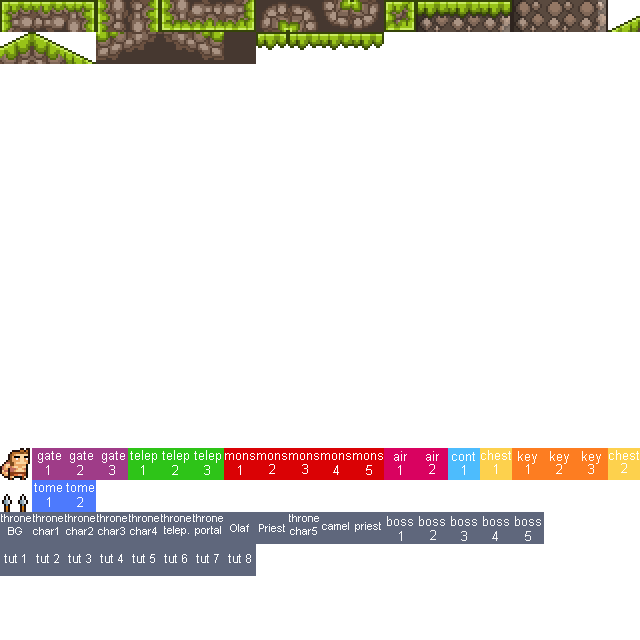 gate gate gate telep telep telep mons mons mons mons mons air air cont chest key key key chest
1 2 3 1 2 3 1 2 3 4 5 1 2 1 1 1 2 3 2
tome tome
1 2
throne throne throne throne throne throne throne Olaf Priest throne camel priest boss boss boss boss boss
BG char1 char2 char3 char4 telep. portal char5 1 2 3 4 5
tut 1 tut 2 tut 3 tut 4 tut 5 tut 6 tut 7 tut 8